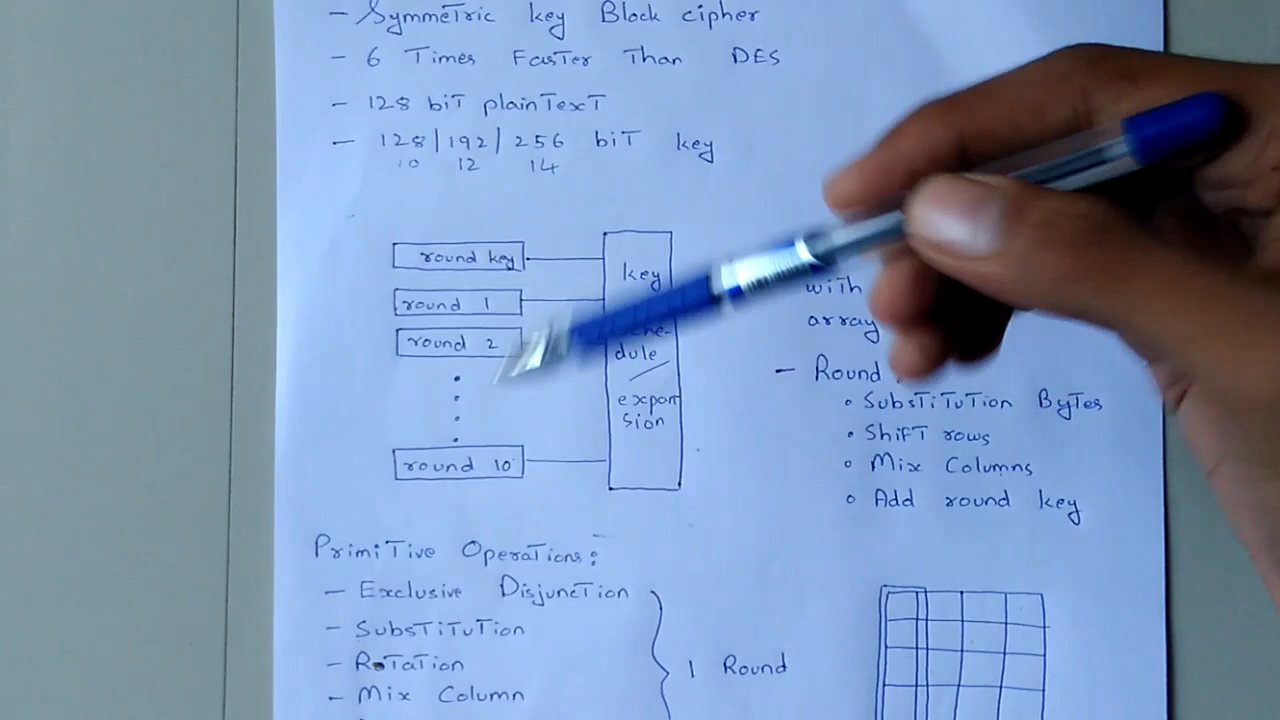 - Symmetric key Block cipher
- 6 Times Faster Than DES
- 128 bit plaintext
- 128/192/256 bit key
10 12 14
round key
round 1
round 2
round 10
key
dule/
expan
sion
with
array
- Round
• Substitution Bytes
• Shift rows
• Mix Columns
• Add round key
Primitive Operations:
- Exclusive Disjunction
- Substitution
- Rotation
- Mix Column
1 Round